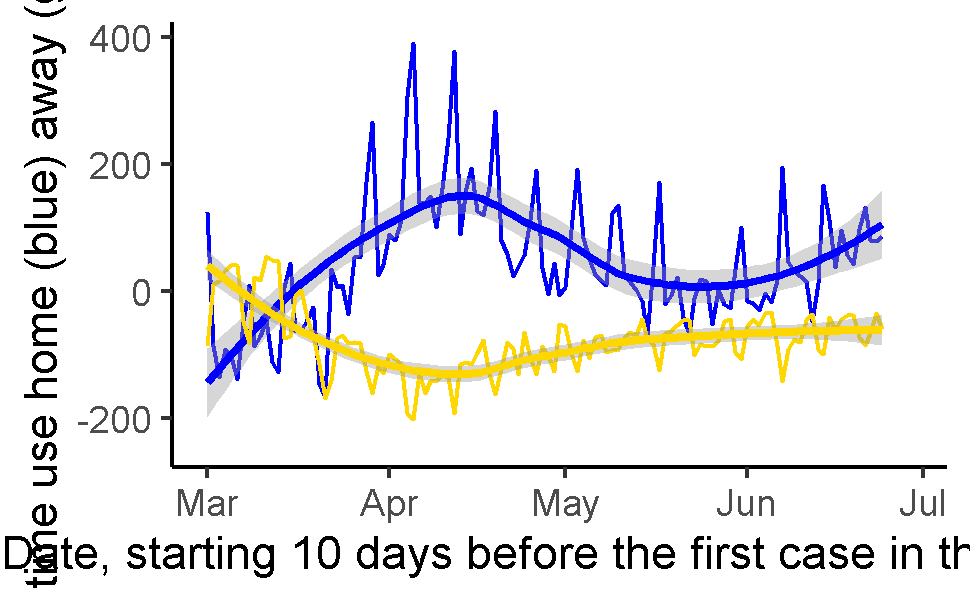 time use home (blue) away (
400
200
0
-200
Mar Apr May Jun Jul
Date, starting 10 days before the first case in th